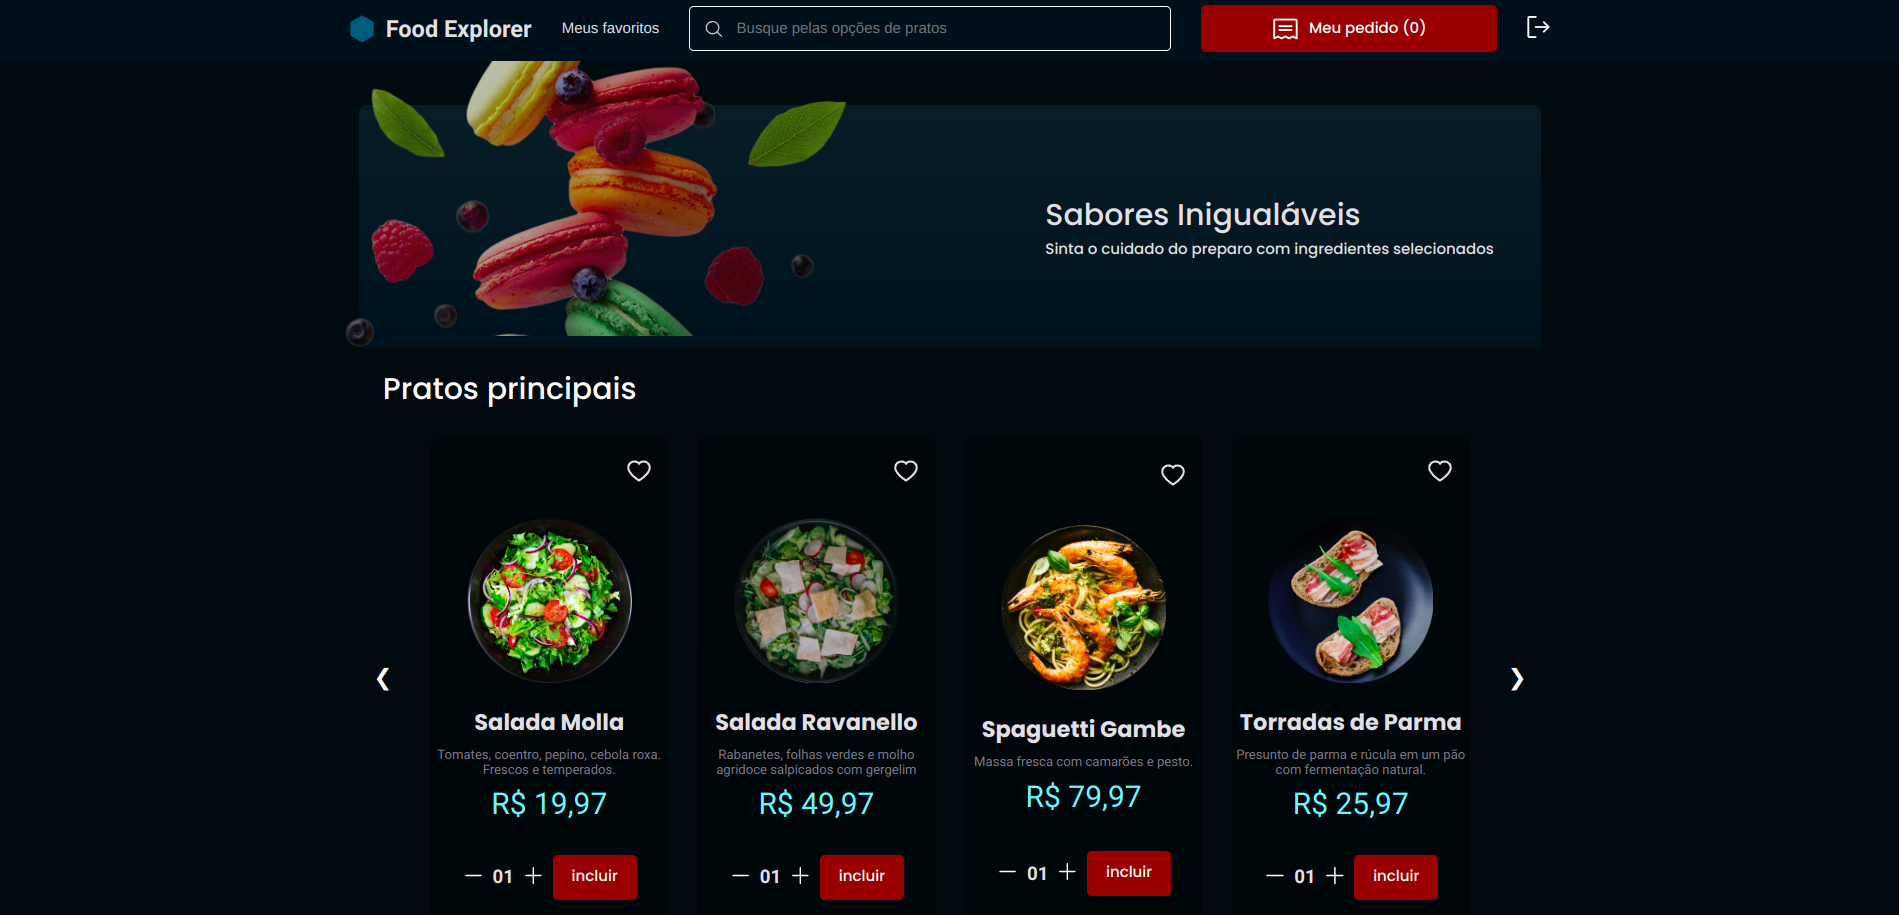 Food Explorer
Meus favoritos
Busque pelas opções de pratos
Meu pedido (0)
Sabores Inigualáveis
Sinta o cuidado do preparo com ingredientes selecionados
Pratos principais
Salada Molla
Tomates, coentro, pepino, cebola roxa.
Frescos e temperados.
R$ 19,97
01
incluir
Salada Ravanello
Rabanetes, folhas verdes e molho
agridoce salpicados com gergelim
R$ 49,97
01
incluir
Spaguetti Gambe
Massa fresca com camarões e pesto.
R$ 79,97
01
incluir
Torradas de Parma
Presunto de parma e rúcula em um pão
com fermentação natural.
R$ 25,97
01
incluir